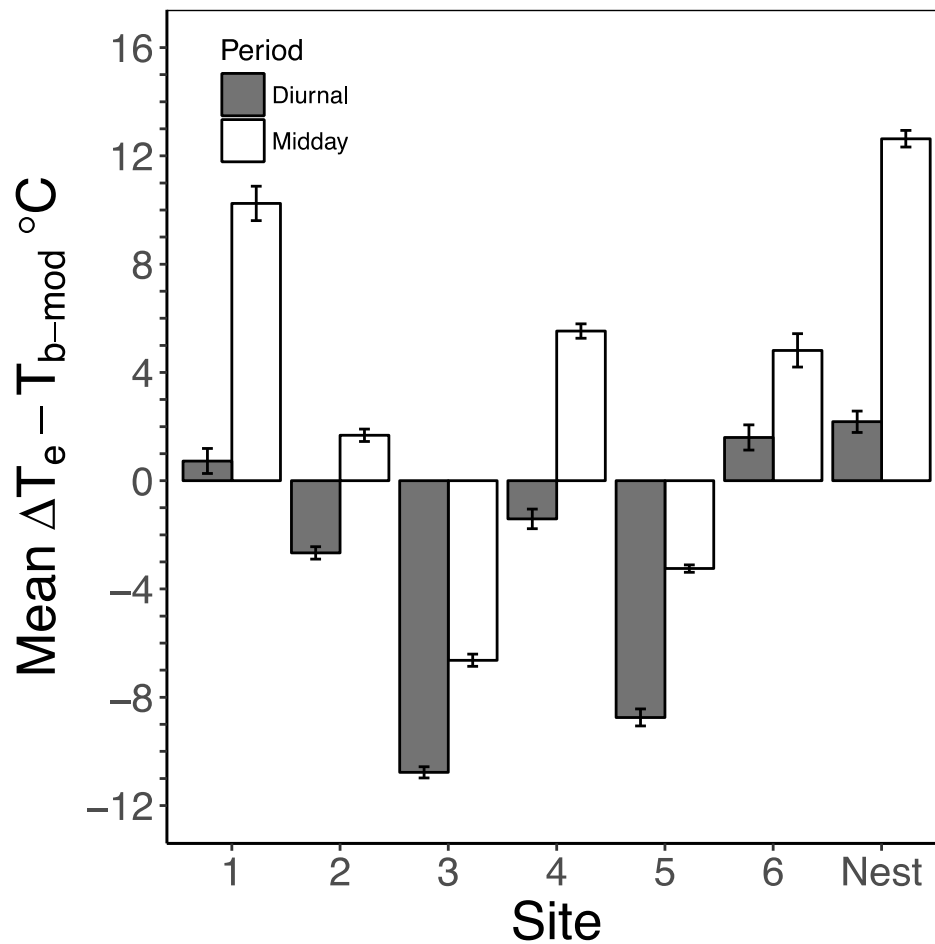 Period
Diurnal
Midday
Mean ΔTe − Tb−mod °C
16
12
8
4
0
−4
−8
−12
1 2 3 4 5 6 Nest
Site